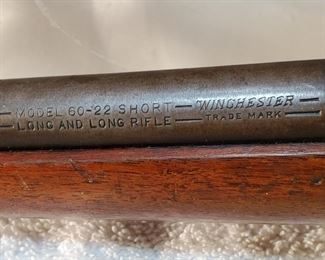 MODEL 60-22 SHORT
LONG AND LONG RIFLE
WINCHESTER
TRADE MARK